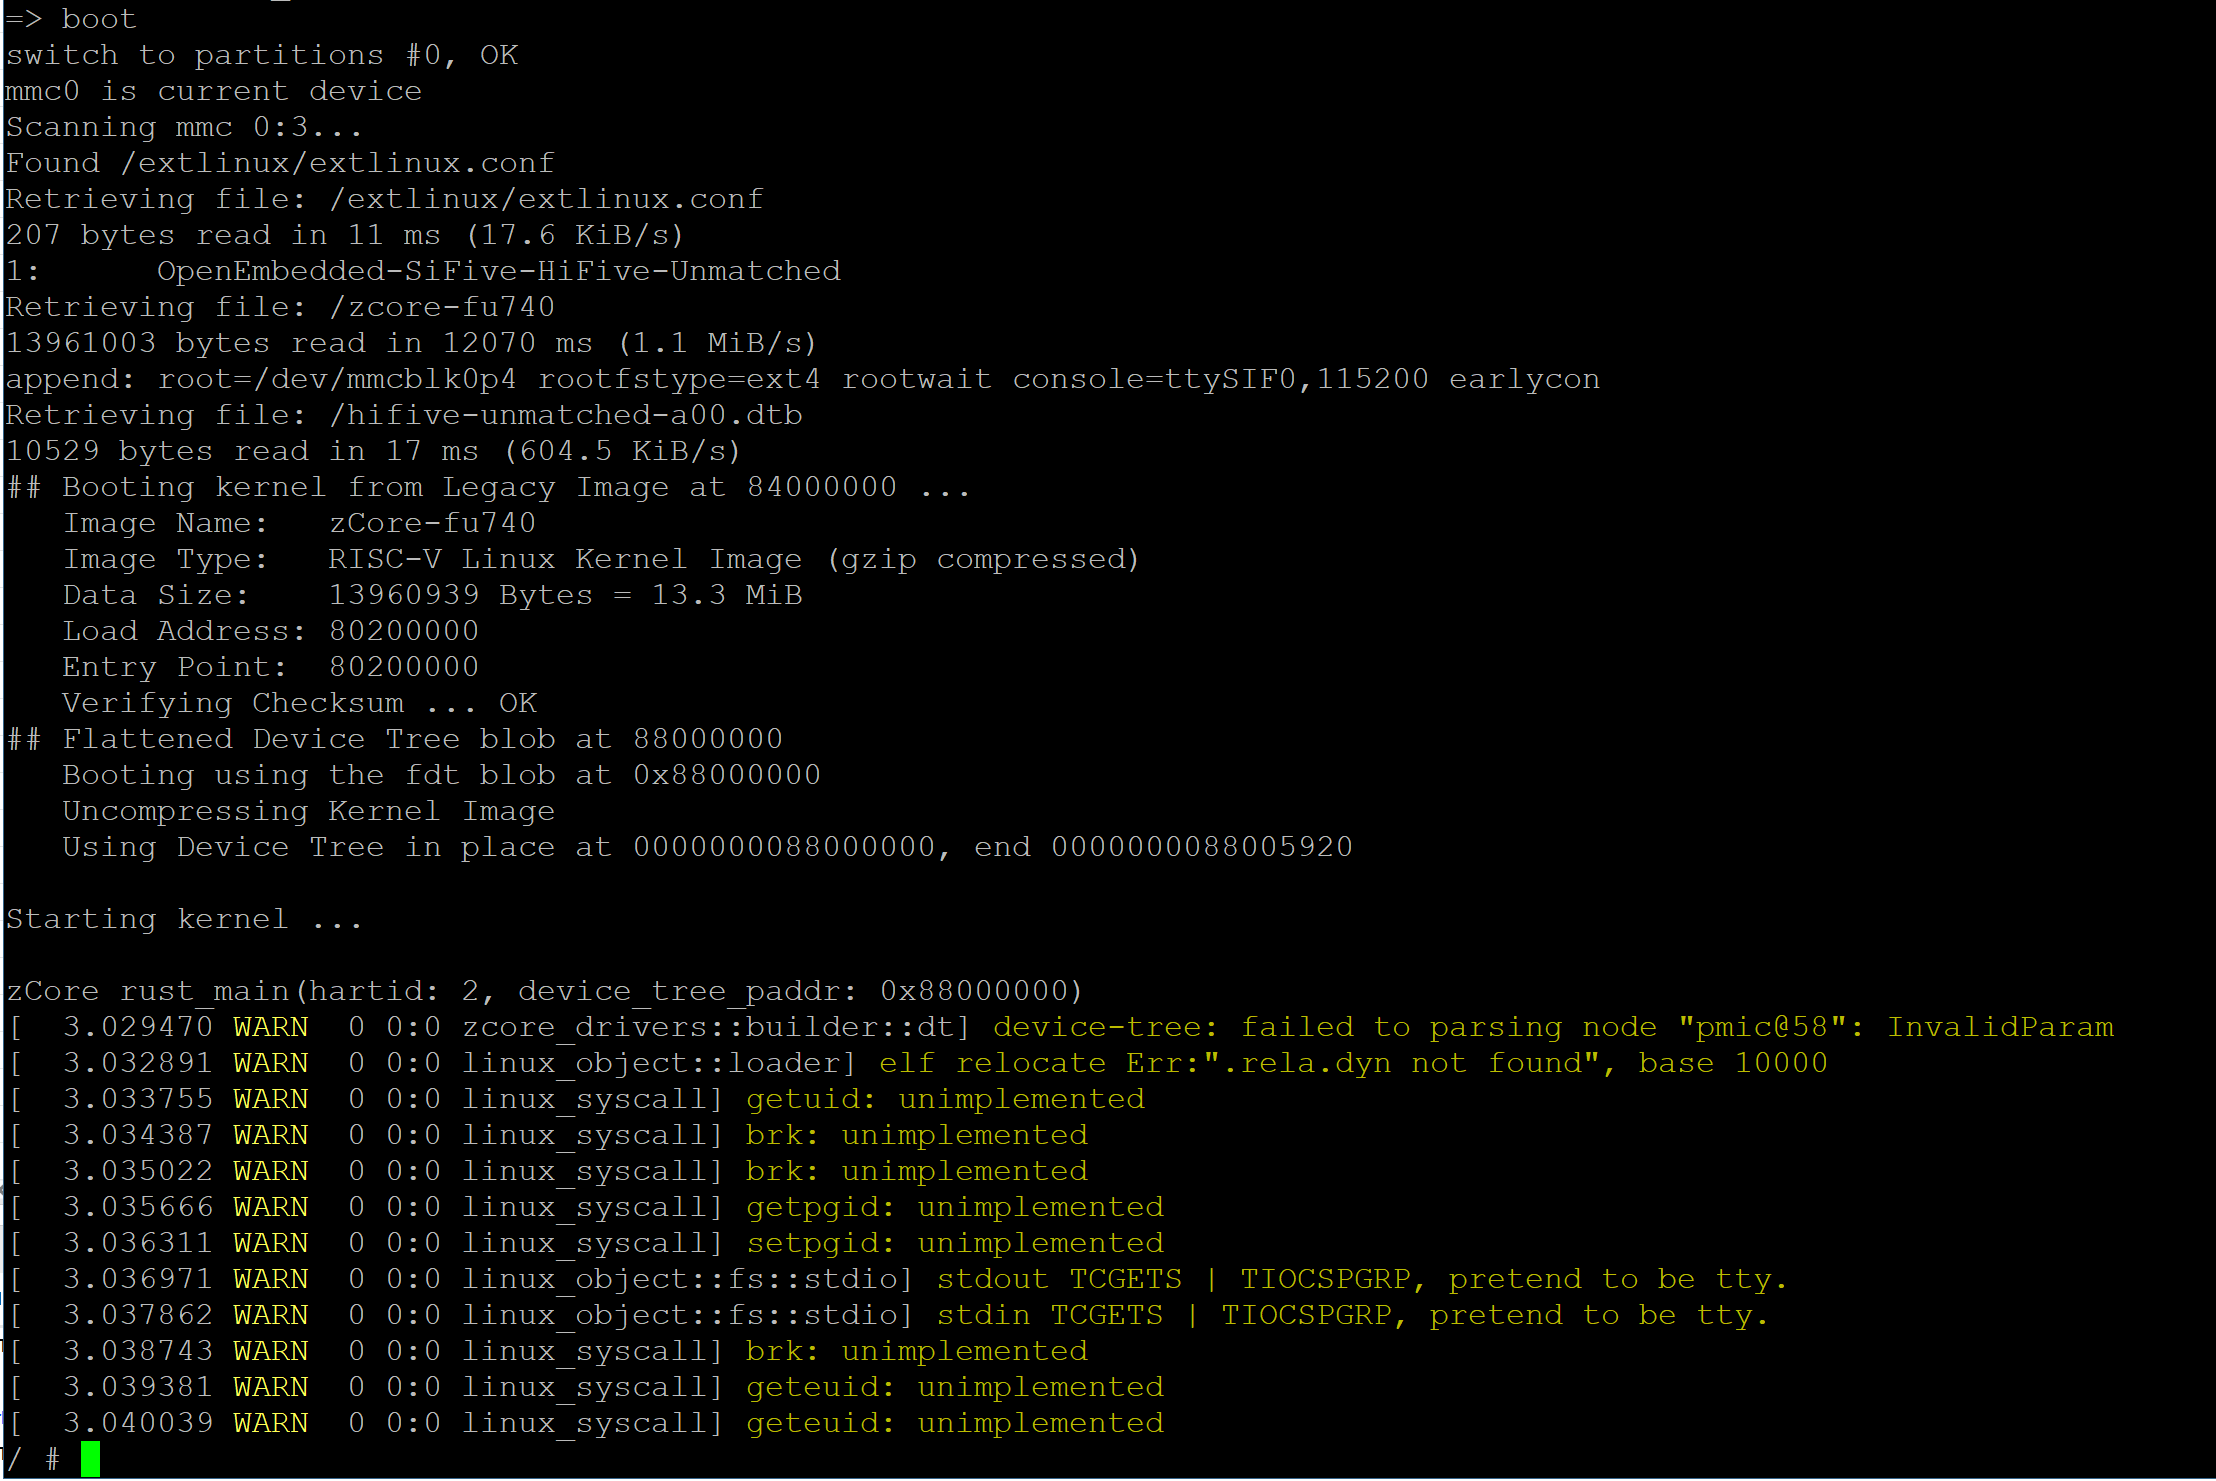 => boot
switch to partitions #0, OK
mmc0 is current device
Scanning mmc 0:3...
Found /extlinux/extlinux.conf
Retrieving file: /extlinux/extlinux.conf
207 bytes read in 11 ms (17.6 KiB/s)
1:      OpenEmbedded-SiFive-HiFive-Unmatched
Retrieving file: /zcore-fu740
13961003 bytes read in 12070 ms (1.1 MiB/s)
append: root=/dev/mmcblk0p4 rootfstype=ext4 rootwait console=ttySIF0,115200 earlycon
Retrieving file: /hifive-unmatched-a00.dtb
10529 bytes read in 17 ms (604.5 KiB/s)
## Booting kernel from Legacy Image at 84000000 ...
   Image Name:   zCore-fu740
   Image Type:   RISC-V Linux Kernel Image (gzip compressed)
   Data Size:    13960939 Bytes = 13.3 MiB
   Load Address: 80200000
   Entry Point:  80200000
   Verifying Checksum ... OK
## Flattened Device Tree blob at 88000000
   Booting using the fdt blob at 0x88000000
   Uncompressing Kernel Image
   Using Device Tree in place at 0000000088000000, end 0000000088005920
Starting kernel ...
zCore rust_main(hartid: 2, device_tree_paddr: 0x88000000)
[  3.029470 WARN  0 0:0 zcore_drivers::builder::dt] device-tree: failed to parsing node "pmic@58": InvalidParam
[  3.032891 WARN  0 0:0 linux_object::loader] elf relocate Err:".rela.dyn not found", base 10000
[  3.033755 WARN  0 0:0 linux_syscall] getuid: unimplemented
[  3.034387 WARN  0 0:0 linux_syscall] brk: unimplemented
[  3.035022 WARN  0 0:0 linux_syscall] brk: unimplemented
[  3.035666 WARN  0 0:0 linux_syscall] getpgid: unimplemented
[  3.036311 WARN  0 0:0 linux_syscall] setpgid: unimplemented
[  3.036971 WARN  0 0:0 linux_object::fs::stdio] stdout TCGETS | TIOCSPGRP, pretend to be tty.
[  3.037862 WARN  0 0:0 linux_object::fs::stdio] stdin TCGETS | TIOCSPGRP, pretend to be tty.
[  3.038743 WARN  0 0:0 linux_syscall] brk: unimplemented
[  3.039381 WARN  0 0:0 linux_syscall] geteuid: unimplemented
[  3.040039 WARN  0 0:0 linux_syscall] geteuid: unimplemented
/ #